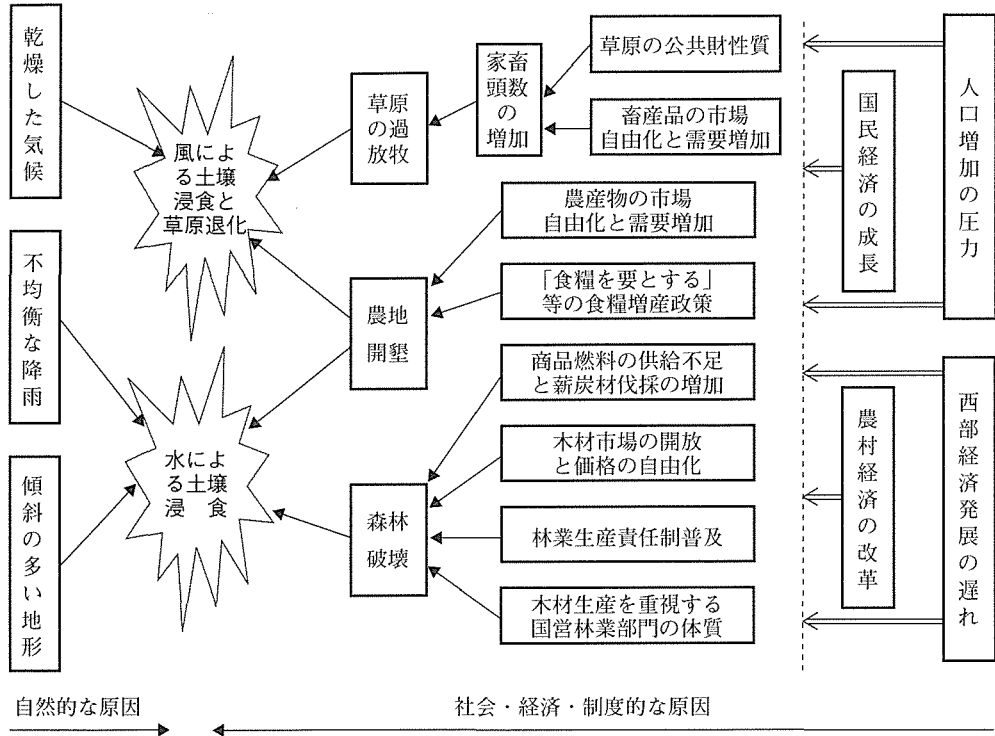 乾燥した気候
不均衡な降雨
傾斜の多い地形
風によ
る土壌
浸食と
草原退化
水によ
る土壌
浸　食
草原
の過
放牧
家畜
頭数
の
増加
草原の公共財性質
畜産品の市場
自由化と需要増加
農地
開墾
農産物の市場
自由化と需要増加
「食糧を要とする」
等の食糧増産政策
森林
破壊
商品燃料の供給不足
と薪炭材伐採の増加
木材市場の開放
と価格の自由化
林業生産責任制普及
木材生産を重視する
国営林業部門の体質
国民経済の成長
農村経済の改革
人口増加の圧力
西部経済発展の遅れ
自然的な原因
社会・経済・制度的な原因